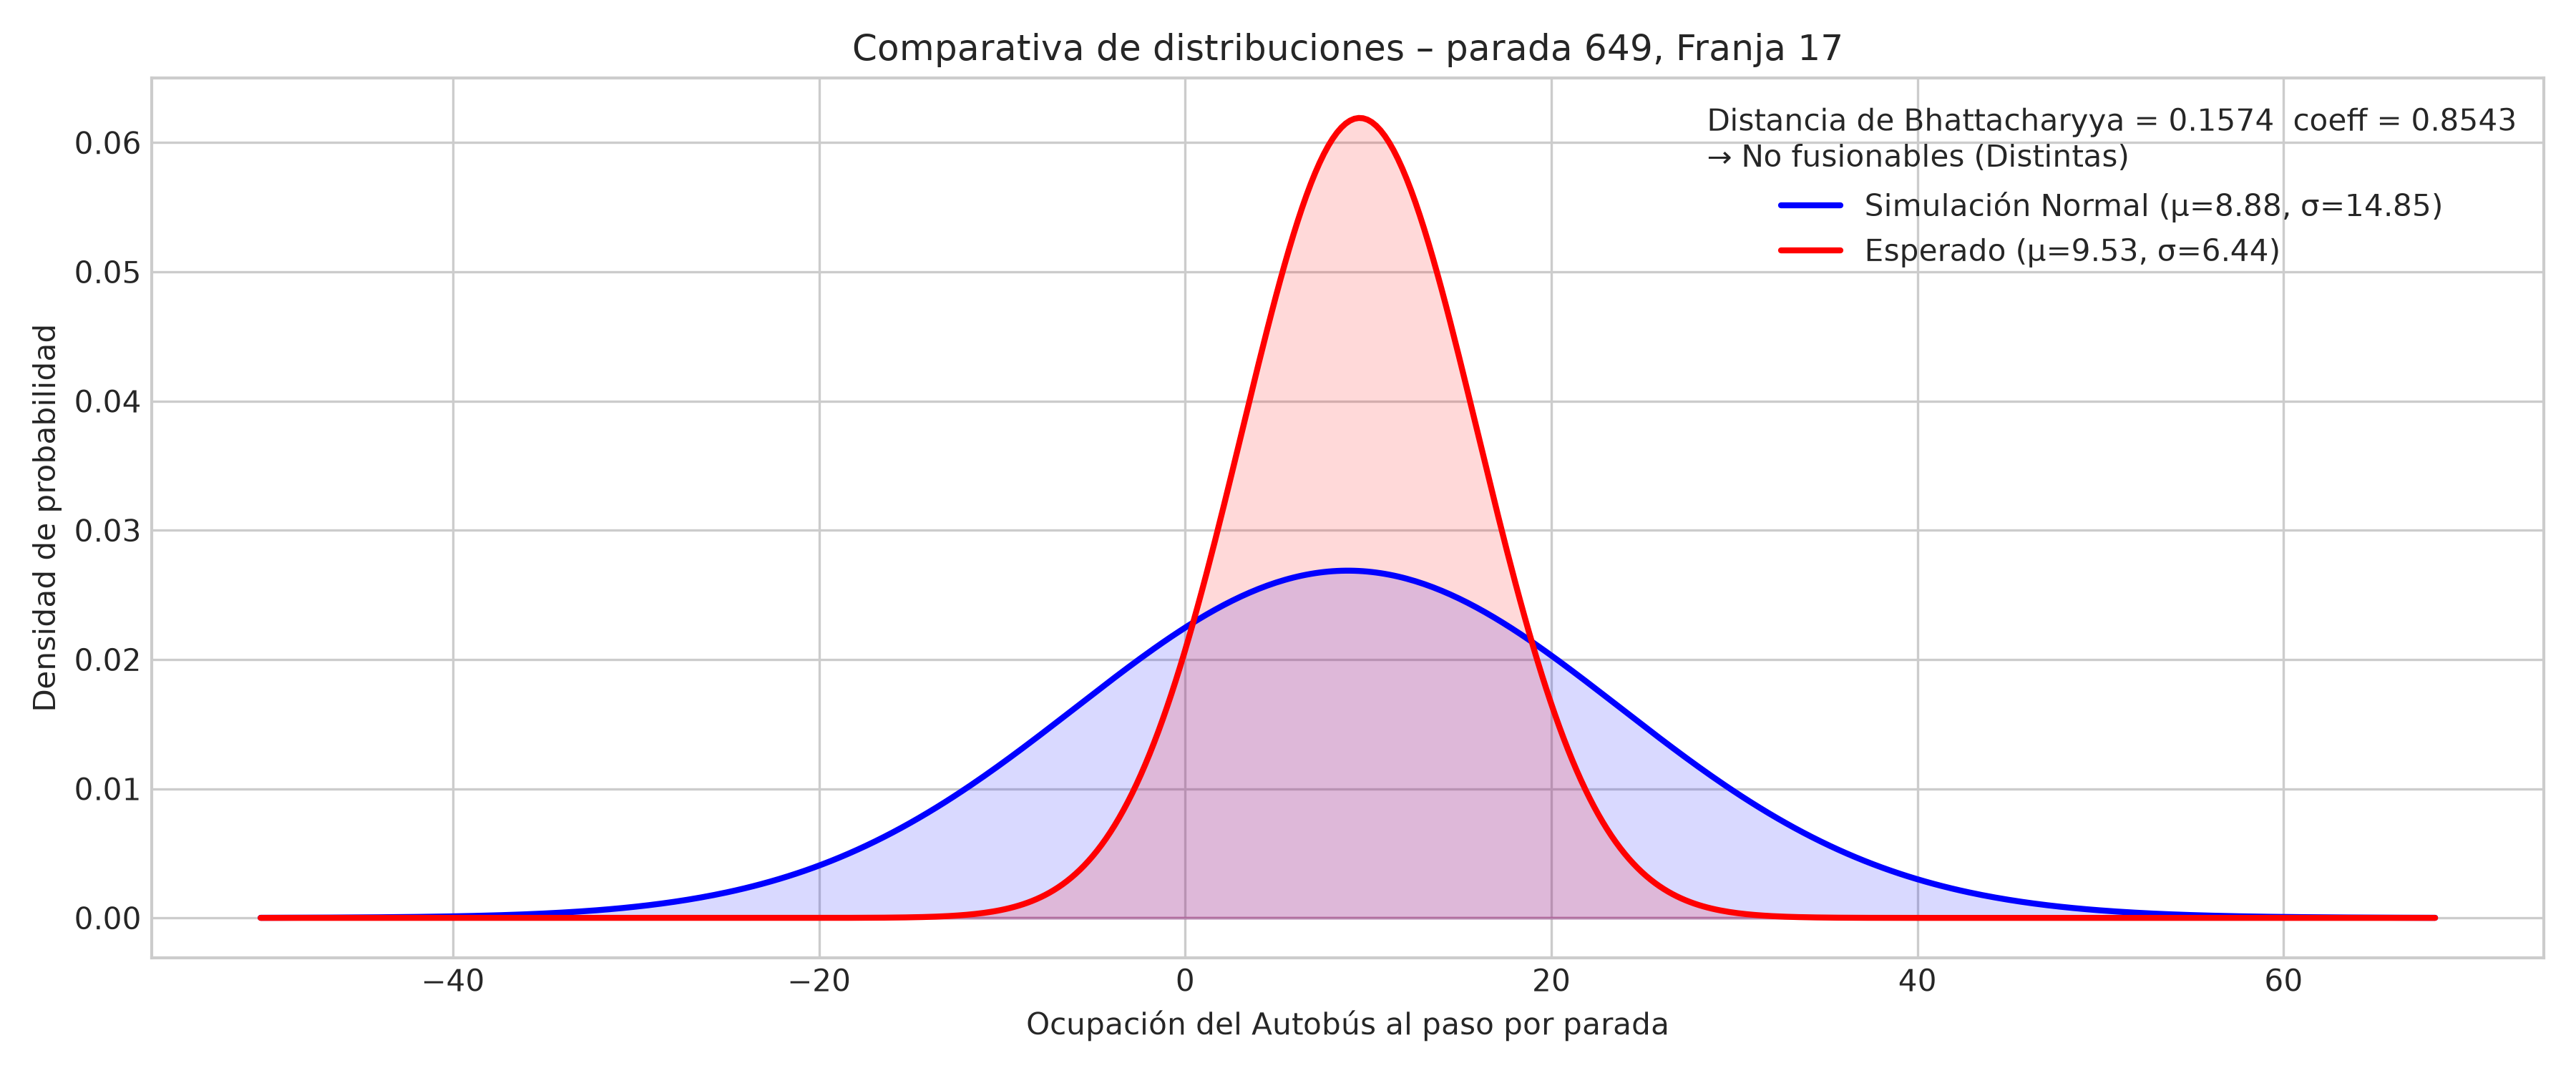 Comparativa de distribuciones – parada 649, Franja 17
Distancia de Bhattacharyya = 0.1574  coeff = 0.8543
→ No fusionables (Distintas)
Simulación Normal (μ=8.88, σ=14.85)
Esperado (μ=9.53, σ=6.44)
Densidad de probabilidad
0.06
0.05
0.04
0.03
0.02
0.01
0.00
−40
−20
0
20
40
60
Ocupación del Autobús al paso por parada